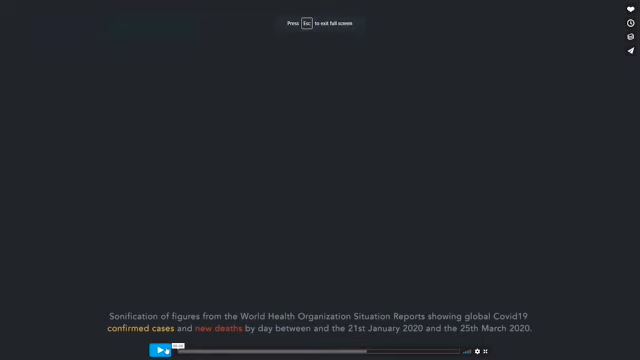 Press Esc to exit full screen
Sonification of figures from the World Health Organization Situation Reports showing global Covid19
confirmed cases and new deaths by day between and the 21st January 2020 and the 25th March 2020.